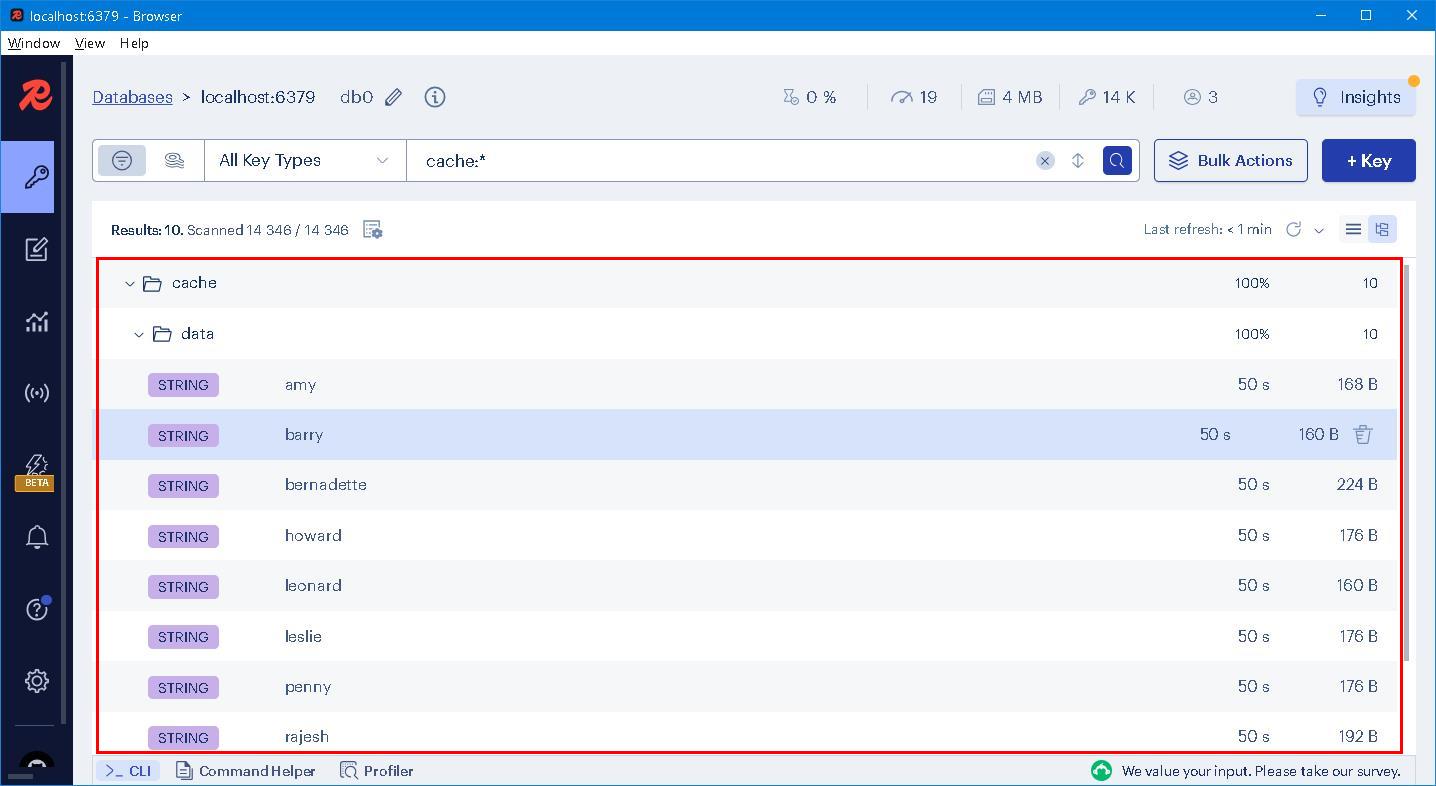 localhost:6379 - Browser
Window View Help
Databases > localhost:6379 db0 0 % 19 4 MB 14 K 3 Insights
All Key Types cache:* Bulk Actions + Key
Results: 10. Scanned 14 346 / 14 346 Last refresh: < 1 min
cache 100% 10
data 100% 10
STRING amy 50 s 168 B
STRING barry 50 s 160 B
STRING bernadette 50 s 224 B
STRING howard 50 s 176 B
STRING leonard 50 s 160 B
STRING leslie 50 s 176 B
STRING penny 50 s 176 B
STRING rajesh 50 s 192 B
BETA
>_ CLI Command Helper Profiler We value your input. Please take our survey.